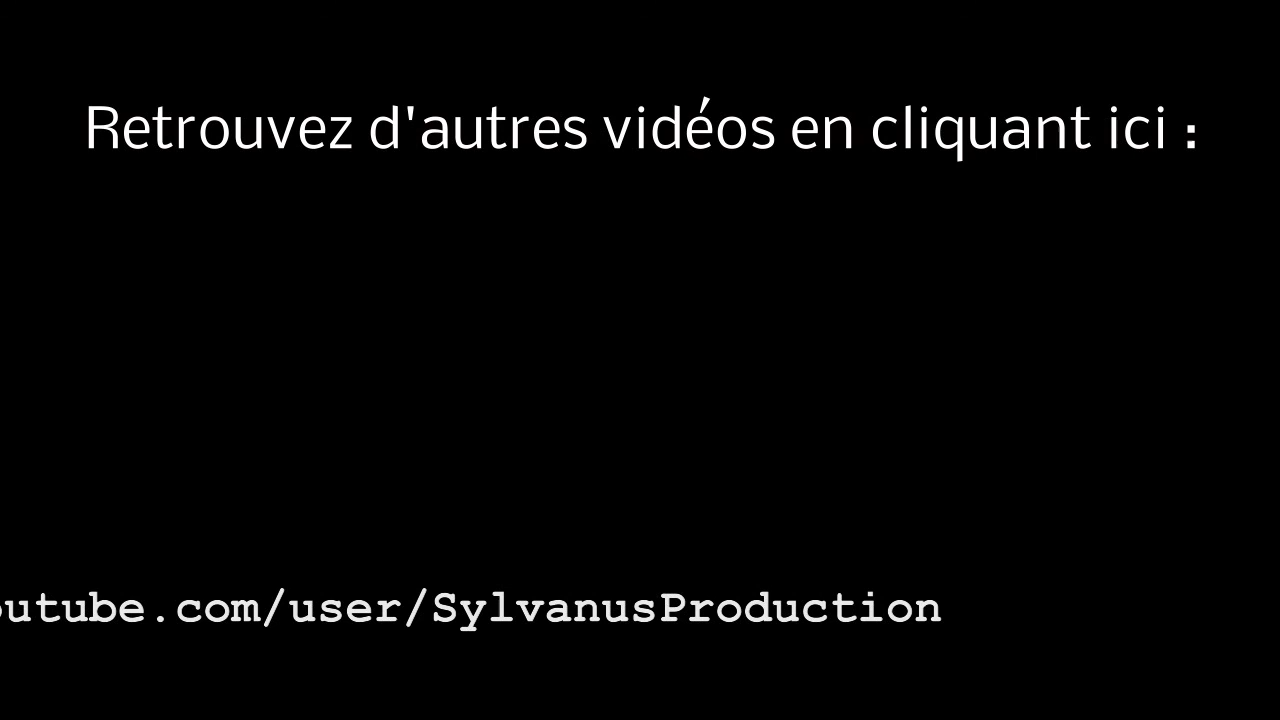 Retrouvez d'autres vidéos en cliquant ici :
outube.com/user/SylvanusProduction